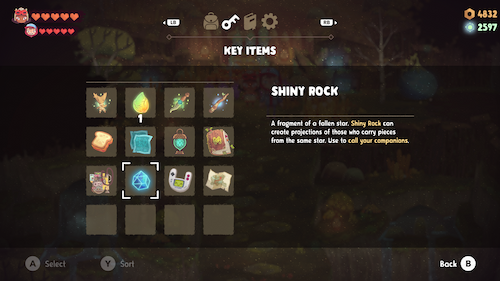 LB
RB
4832
2597
KEY ITEMS
1
SHINY ROCK
A fragment of a fallen star. Shiny Rock can
create projections of those who carry pieces
from the same star. Use to call your companions.
A Select
Y Sort
Back B